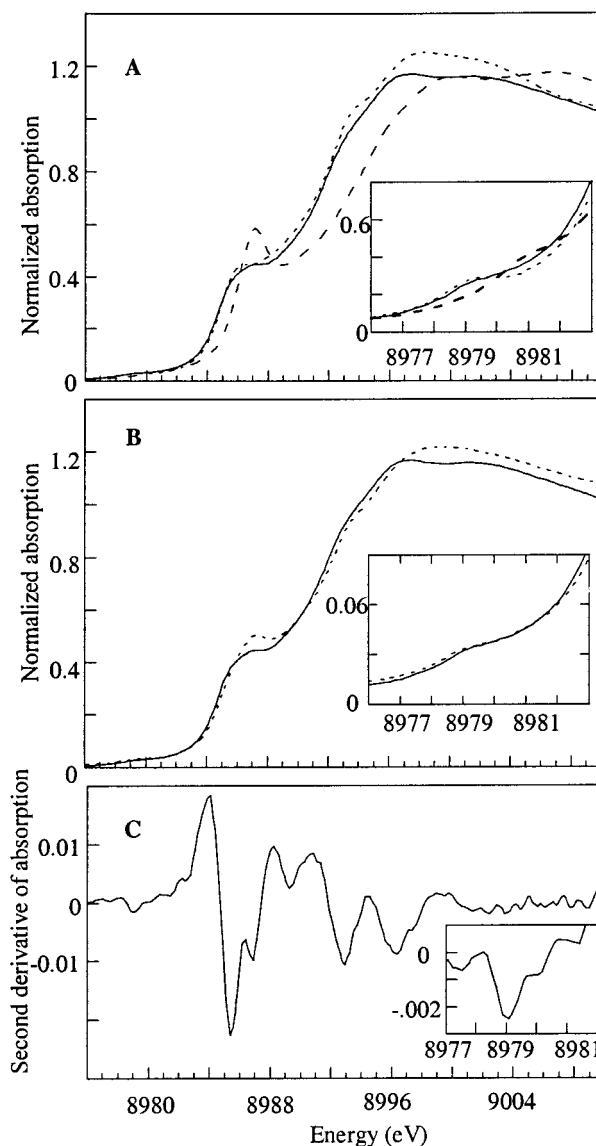 A
Normalized absorption
1.2
0.8
0.4
0
0.6
0
8977 8979 8981
B
Normalized absorption
1.2
0.8
0.4
0
0.06
0
8977 8979 8981
C
Second derivative of absorption
0.01
0
-0.01
0
-.002
8977 8979 8981
8980 8988 8996 9004
Energy (eV)